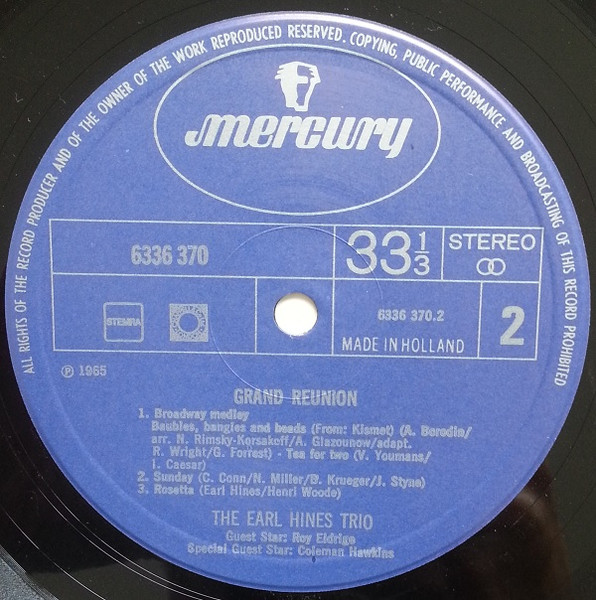 ALL RIGHTS OF THE RECORD PRODUCER AND OF THE OWNER OF THE WORK REPRODUCED RESERVED. COPYING, PUBLIC PERFORMANCE AND BROADCASTING OF THIS RECORD PROHIBITED
mercury
6336 370
33 1/3
STEREO
STEMRA
6336 370.2
MADE IN HOLLAND
2
℗ 1965
GRAND REUNION
1. Broadway medley
Baubles, bangles and beads (From: Kismet) (A. Borodin/
arr. N. Rimsky-Korsakoff/A. Glazounow/adapt.
R. Wright/G. Forrest) - Tea for two (V. Youmans/
I. Caesar)
2. Sunday (C. Conn/N. Miller/B. Krueger/J. Styne)
3. Rosetta (Earl Hines/Henri Woode)
THE EARL HINES TRIO
Guest Star: Roy Eldrige
Special Guest Star: Coleman Hawkins